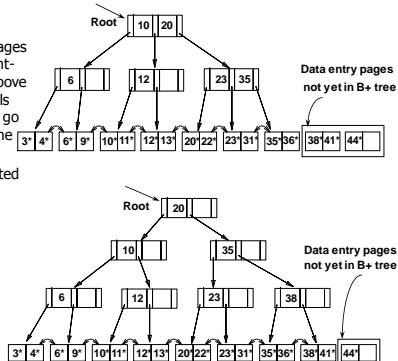 Root
10 20
ages
nt-
bove
ls
go
ne
ted
6
12
23 35
Data entry pages
not yet in B+ tree
3* 4* 6* 9* 10* 11* 12* 13* 20* 22* 23* 31* 35* 36* 38* 41* 44*
Root
20
10
35
Data entry pages
not yet in B+ tree
6
12
23
38
3* 4* 6* 9* 10* 11* 12* 13* 20* 22* 23* 31* 35* 36* 38* 41* 44*